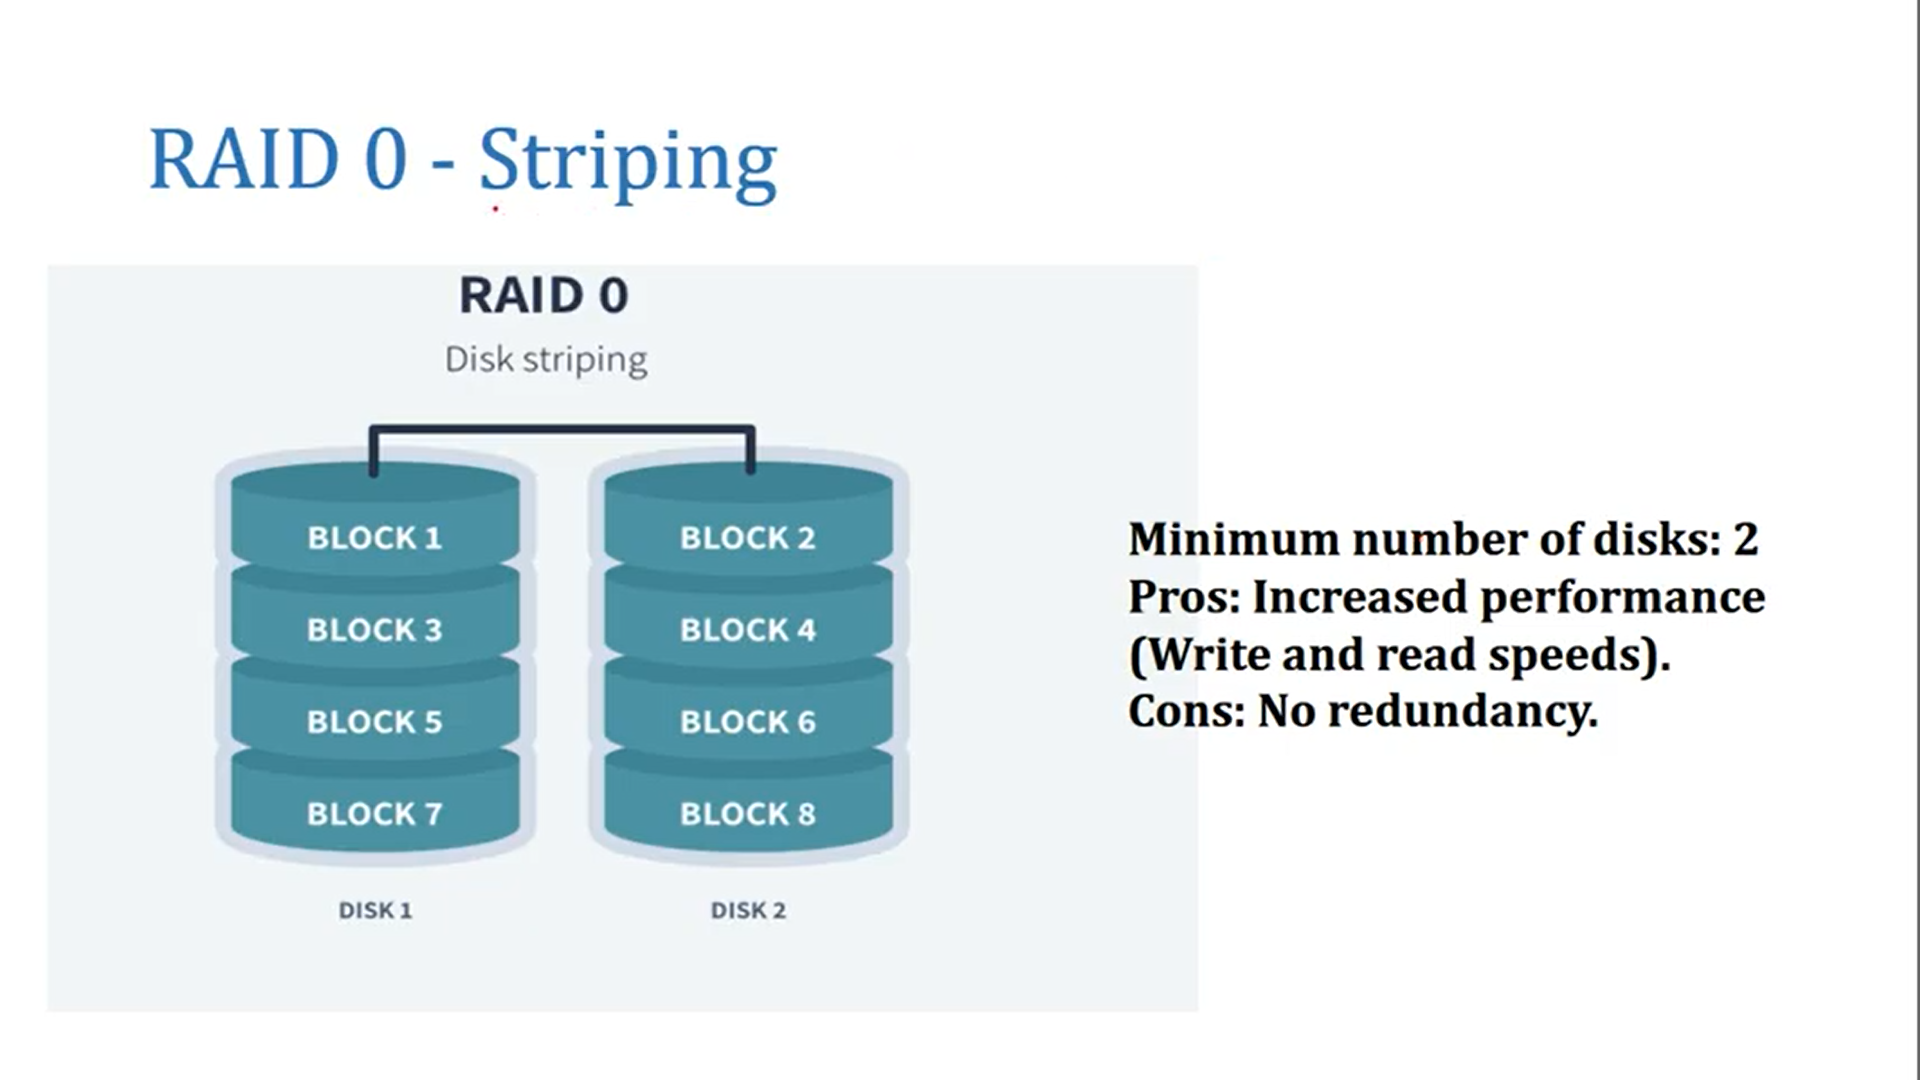 RAID 0 - Striping
RAID 0
Disk striping
BLOCK 1
BLOCK 2
BLOCK 3
BLOCK 4
BLOCK 5
BLOCK 6
BLOCK 7
BLOCK 8
DISK 1
DISK 2
Minimum number of disks: 2
Pros: Increased performance
(Write and read speeds).
Cons: No redundancy.